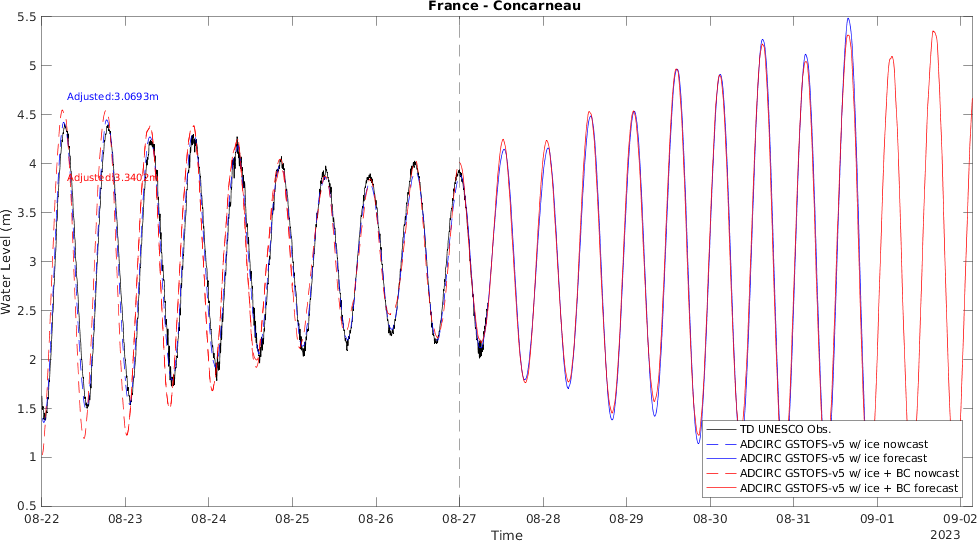 France - Concarneau
Water Level (m)
5.5
5
4.5
4
3.5
3
2.5
2
1.5
1
0.5
Adjusted:3.0693m
Adjusted:3.3402m
TD UNESCO Obs.
ADCIRC GSTOFS-v5 w/ ice nowcast
ADCIRC GSTOFS-v5 w/ ice forecast
ADCIRC GSTOFS-v5 w/ ice + BC nowcast
ADCIRC GSTOFS-v5 w/ ice + BC forecast
08-22 08-23 08-24 08-25 08-26 08-27 08-28 08-29 08-30 08-31 09-01 09-02
Time
2023